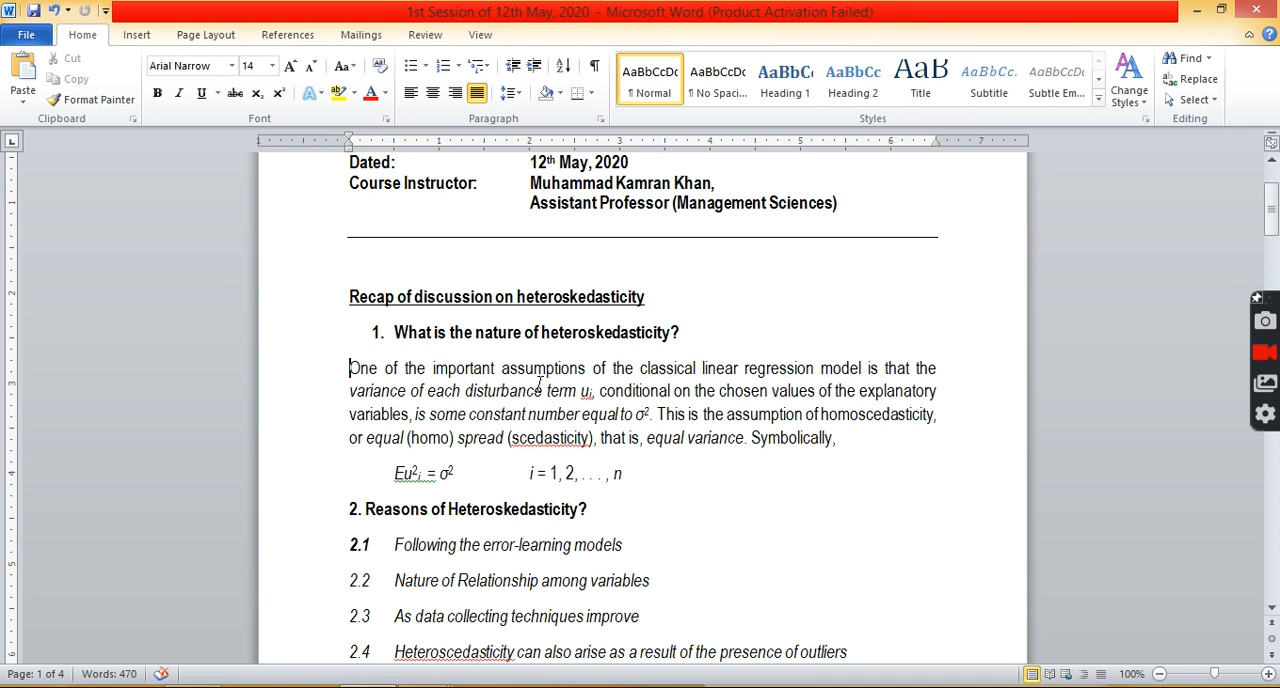 1st Session of 12th May, 2020 - Microsoft Word (Product Activation Failed)
File Home Insert Page Layout References Mailings Review View
Paste
Cut
Copy
Format Painter
Clipboard
Arial Narrow 14
Font
Paragraph
AaBbCcDc AaBbCcDc AaBbC( AaBbCc AaB AaBbCc. AaBbCcDc
¶ Normal ¶ No Spaci... Heading 1 Heading 2 Title Subtitle Subtle Em...
Change Styles
Styles
Find
Replace
Select
Editing
Dated: 12th May, 2020
Course Instructor: Muhammad Kamran Khan,
Assistant Professor (Management Sciences)
Recap of discussion on heteroskedasticity
1. What is the nature of heteroskedasticity?
One of the important assumptions of the classical linear regression model is that the
variance of each disturbance term ui, conditional on the chosen values of the explanatory
variables, is some constant number equal to σ². This is the assumption of homoscedasticity,
or equal (homo) spread (scedasticity), that is, equal variance. Symbolically,
Eu²i = σ² i = 1, 2, . . . , n
2. Reasons of Heteroskedasticity?
2.1 Following the error-learning models
2.2 Nature of Relationship among variables
2.3 As data collecting techniques improve
2.4 Heteroscedasticity can also arise as a result of the presence of outliers
Page: 1 of 4 Words: 470 100%